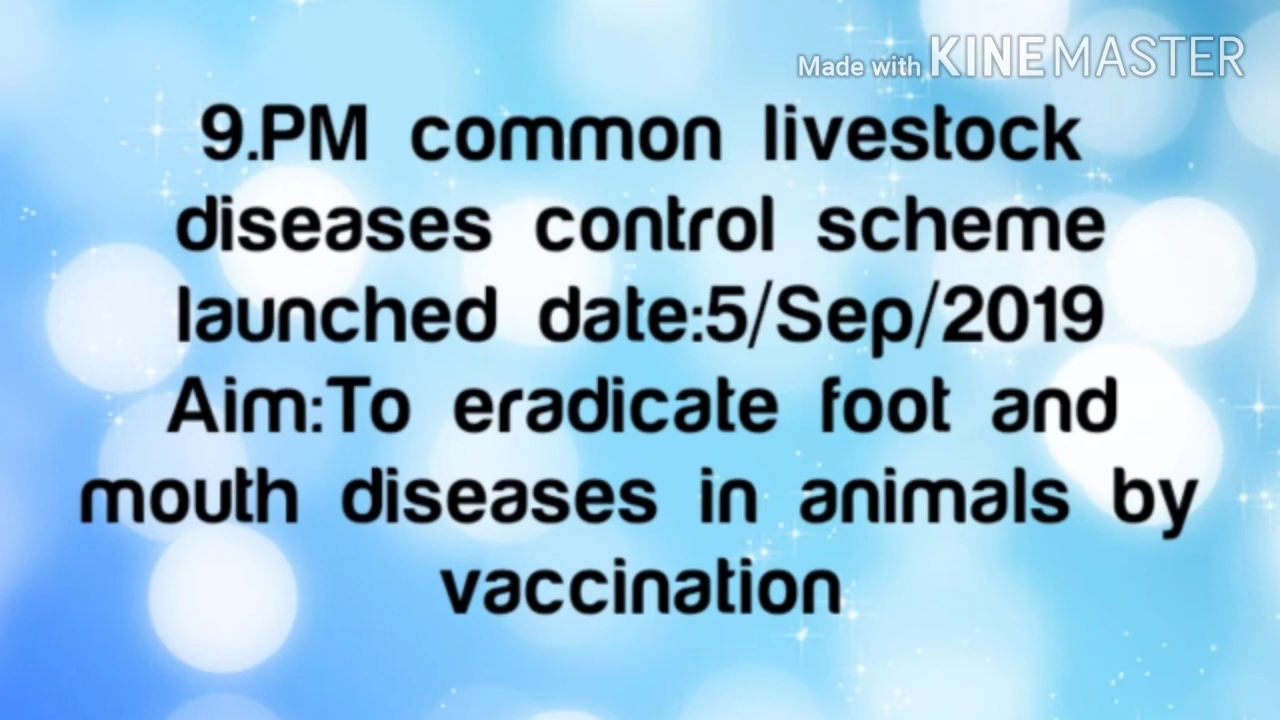 Made with KINEMASTER
9.PM common livestock
diseases control scheme
launched date:5/Sep/2019
Aim:To eradicate foot and
mouth diseases in animals by
vaccination